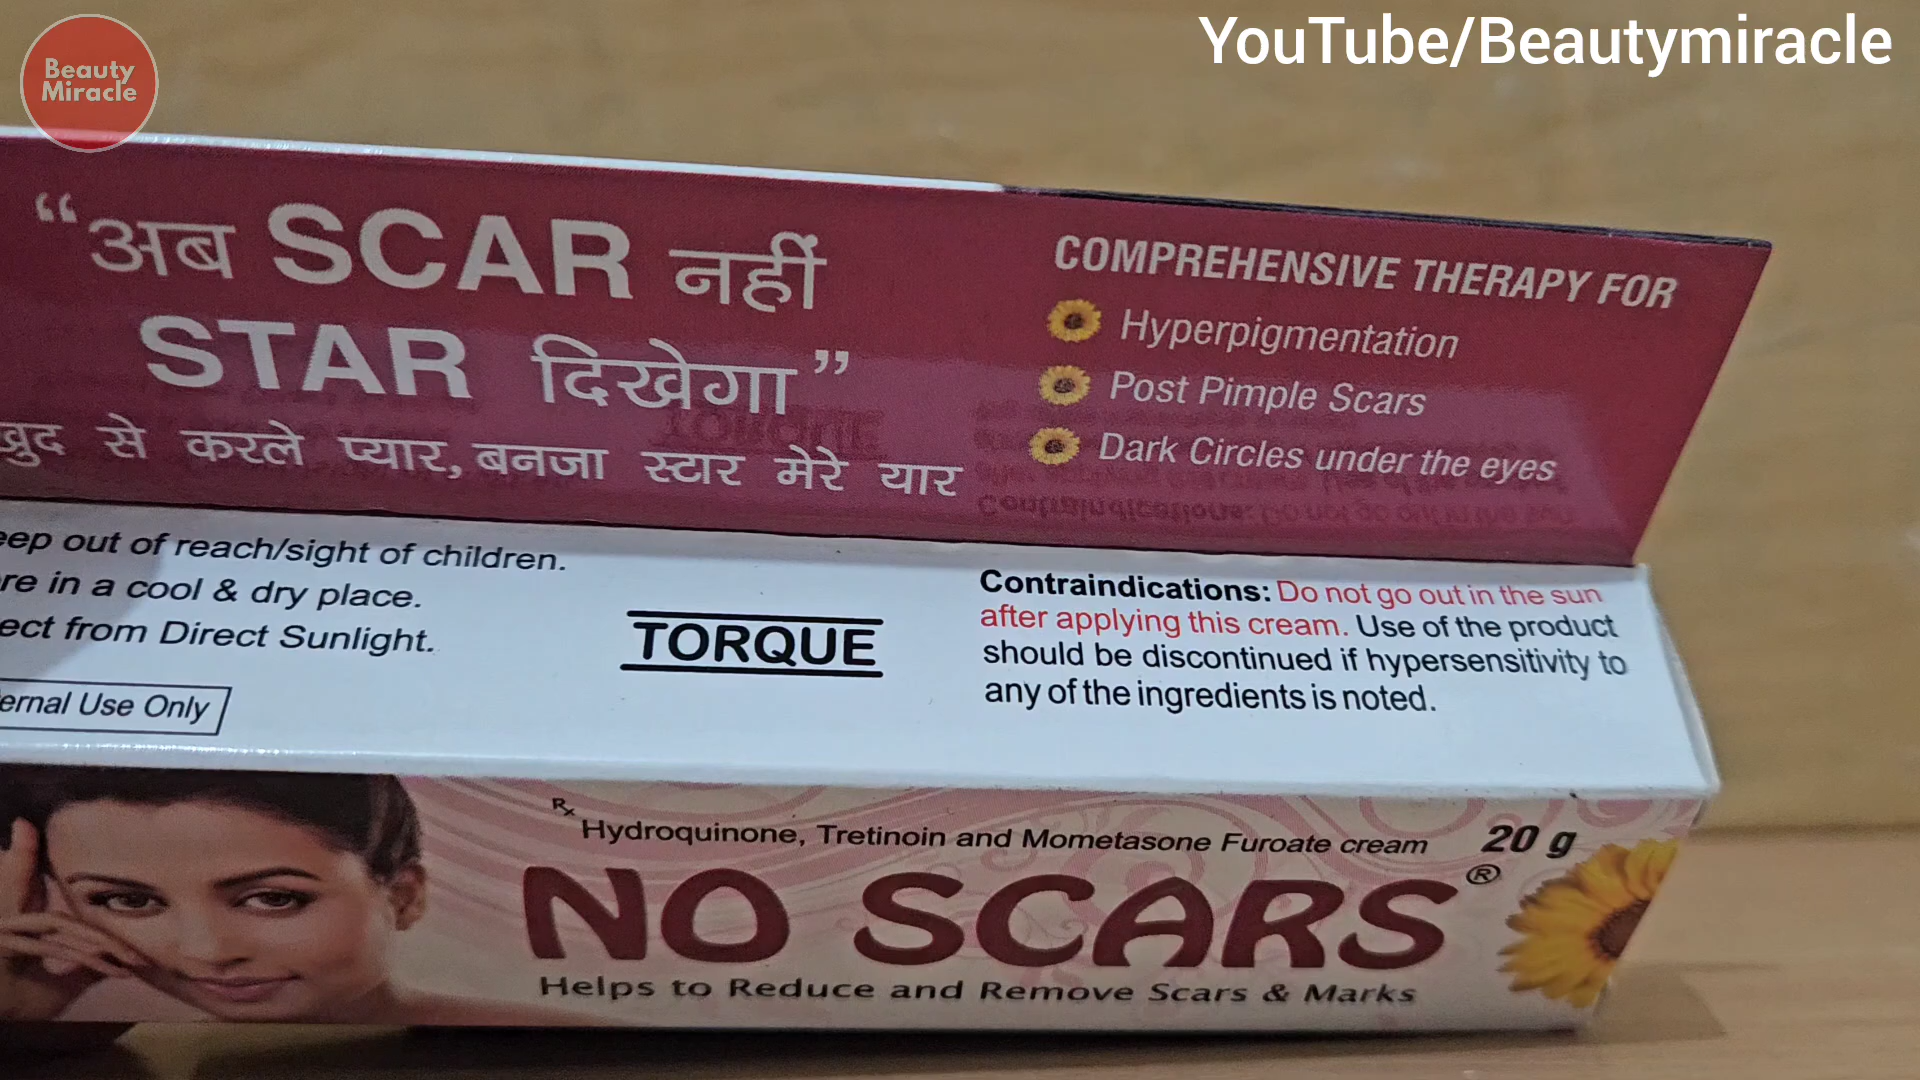 Beauty
Miracle
YouTube/Beautymiracle
“अब SCAR नहीं
STAR दिखेगा”
खुद से करले प्यार, बनजा स्टार मेरे यार
COMPREHENSIVE THERAPY FOR
Hyperpigmentation
Post Pimple Scars
Dark Circles under the eyes
out of reach/sight of children.
in a cool & dry place.
from Direct Sunlight.
Use Only
TORQUE
Contraindications: Do not go out in the sun
after applying this cream. Use of the product
should be discontinued if hypersensitivity to
any of the ingredients is noted.
Rx
Hydroquinone, Tretinoin and Mometasone Furoate cream
20 g
NO SCARS®
Helps to Reduce and Remove Scars & Marks